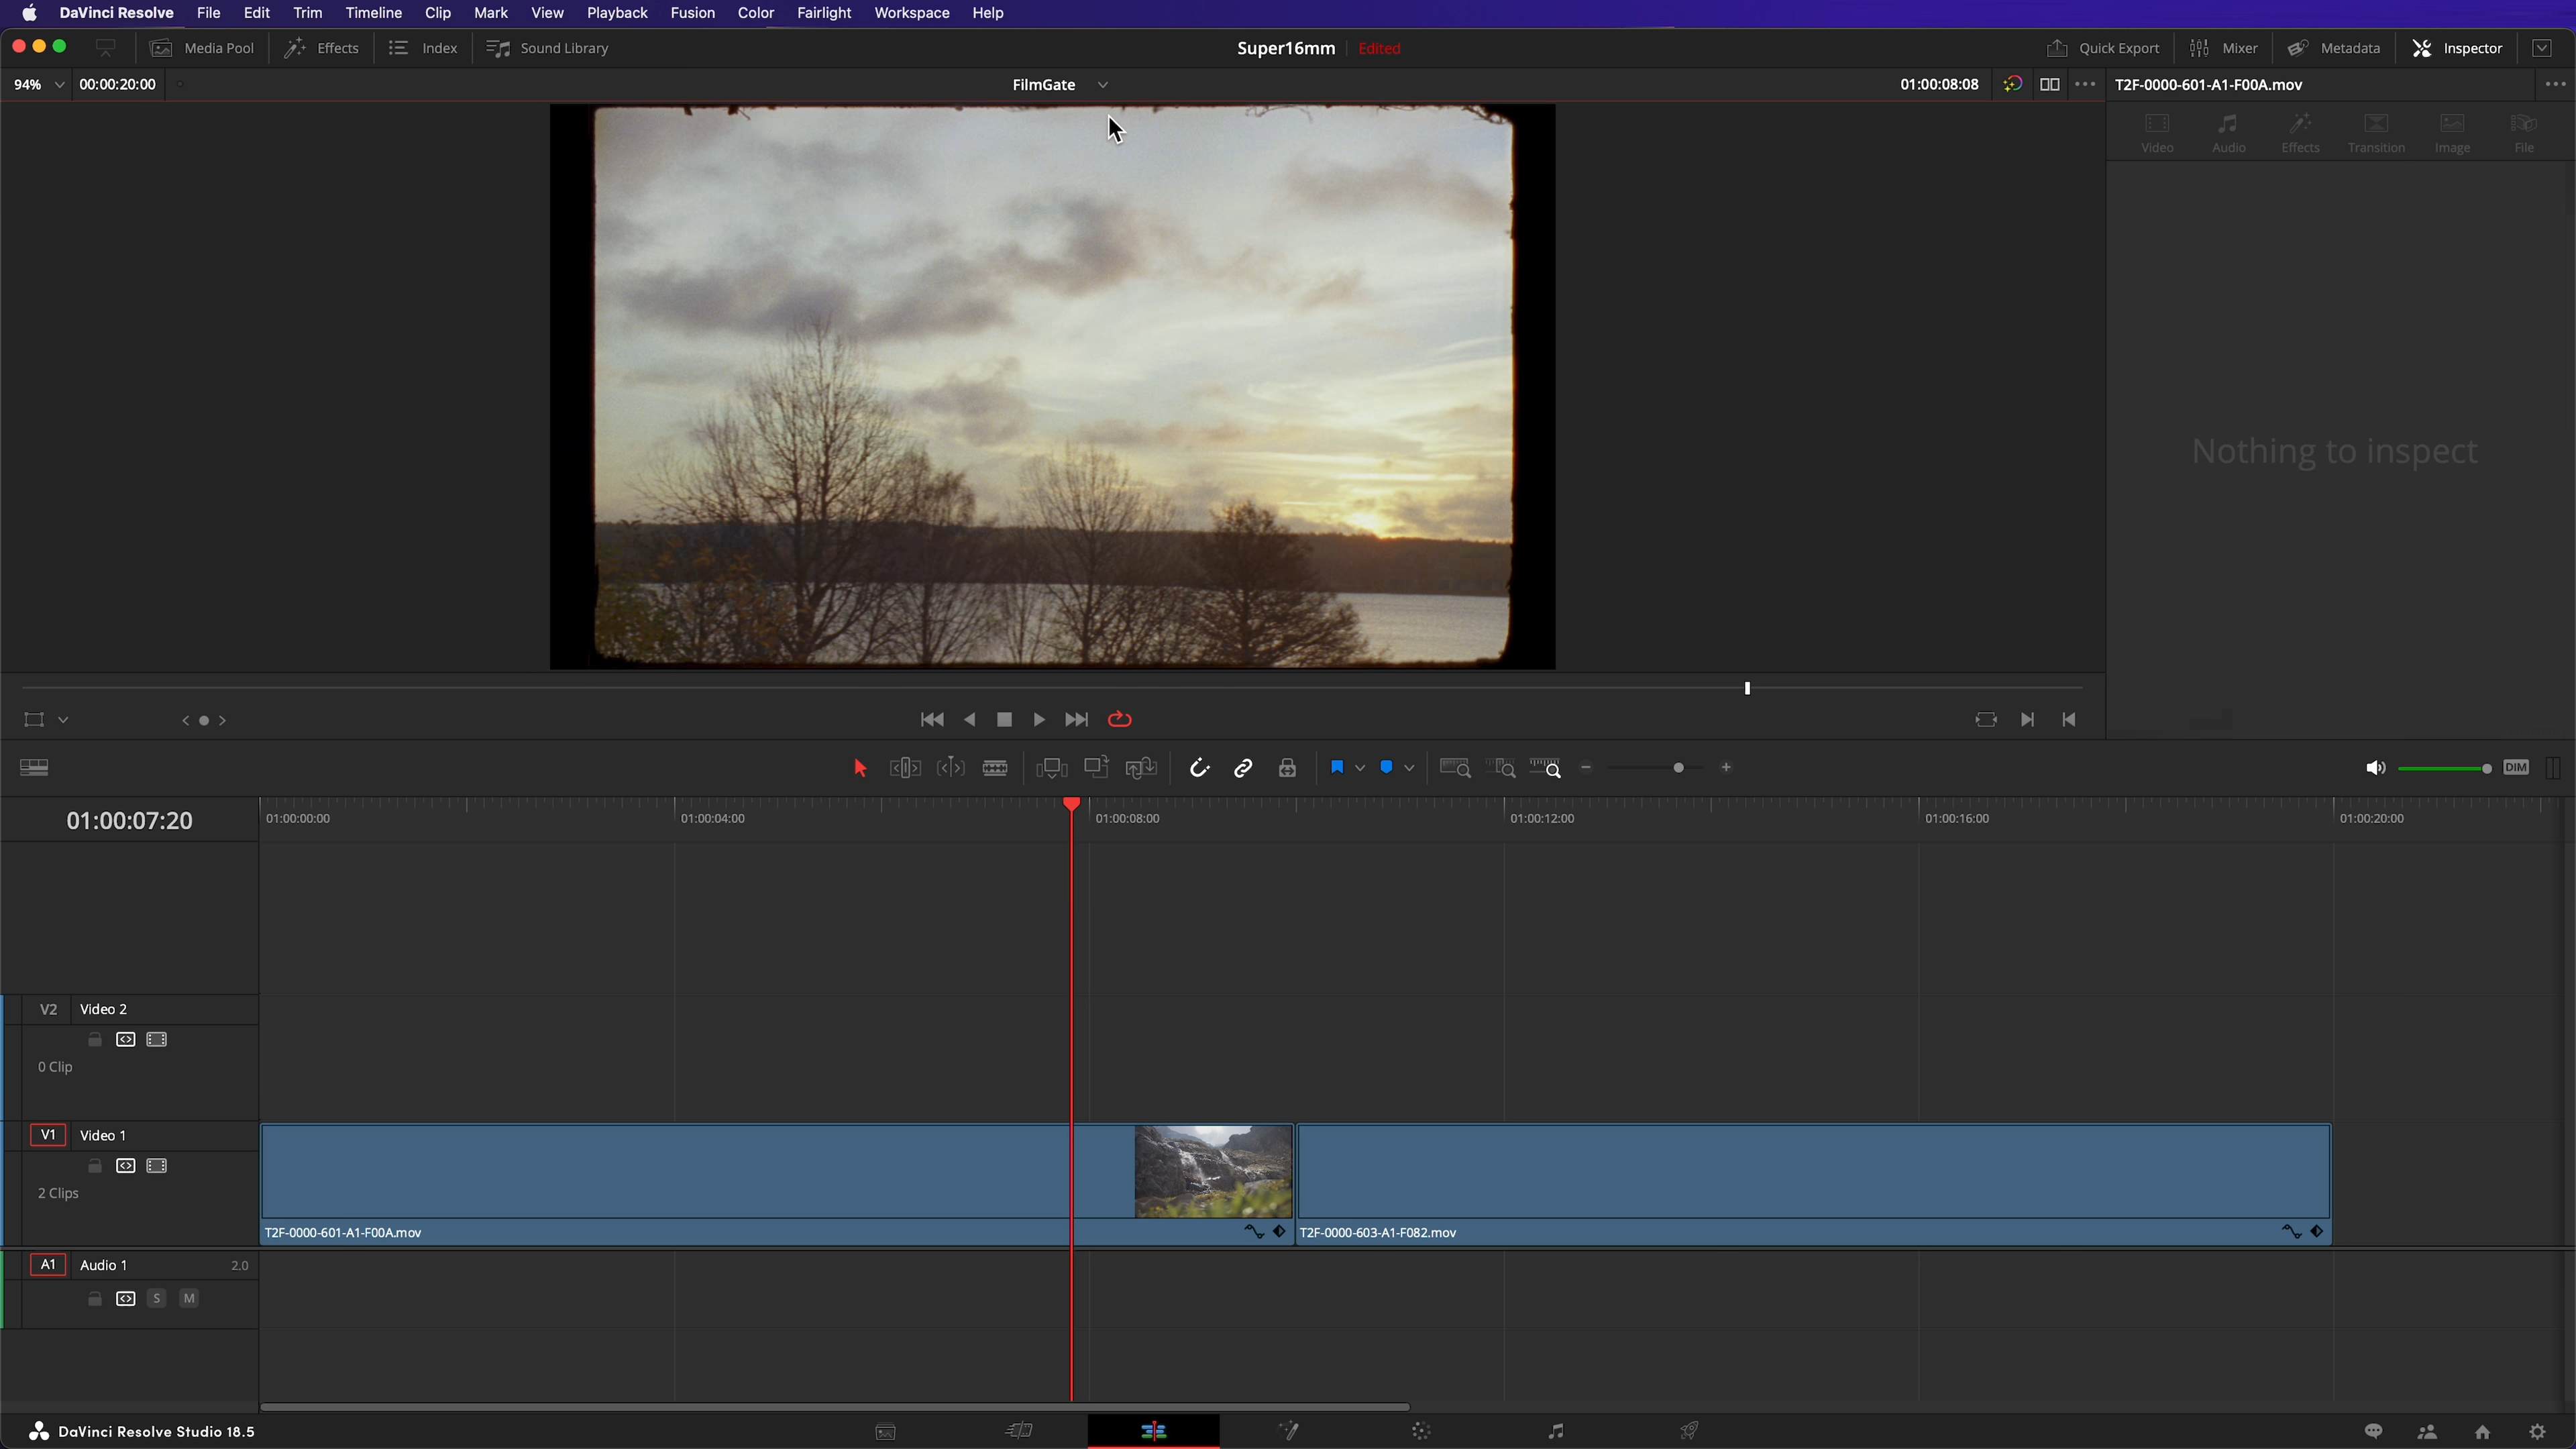 DaVinci Resolve File Edit Trim Timeline Clip Mark View Playback Fusion Color Fairlight Workspace Help
Media Pool Effects Index Sound Library Super16mm Edited Quick Export Mixer Metadata Inspector
94% 00:00:20:00 FilmGate 01:00:08:08 T2F-0000-601-A1-F00A.mov
Video Audio Effects Transition Image File
Nothing to inspect
DIM
01:00:07:20 01:00:00:00 01:00:04:00 01:00:08:00 01:00:12:00 01:00:16:00 01:00:20:00
V2 Video 2
0 Clip
V1 Video 1
2 Clips
T2F-0000-601-A1-F00A.mov T2F-0000-603-A1-F082.mov
A1 Audio 1 2.0
S M
DaVinci Resolve Studio 18.5